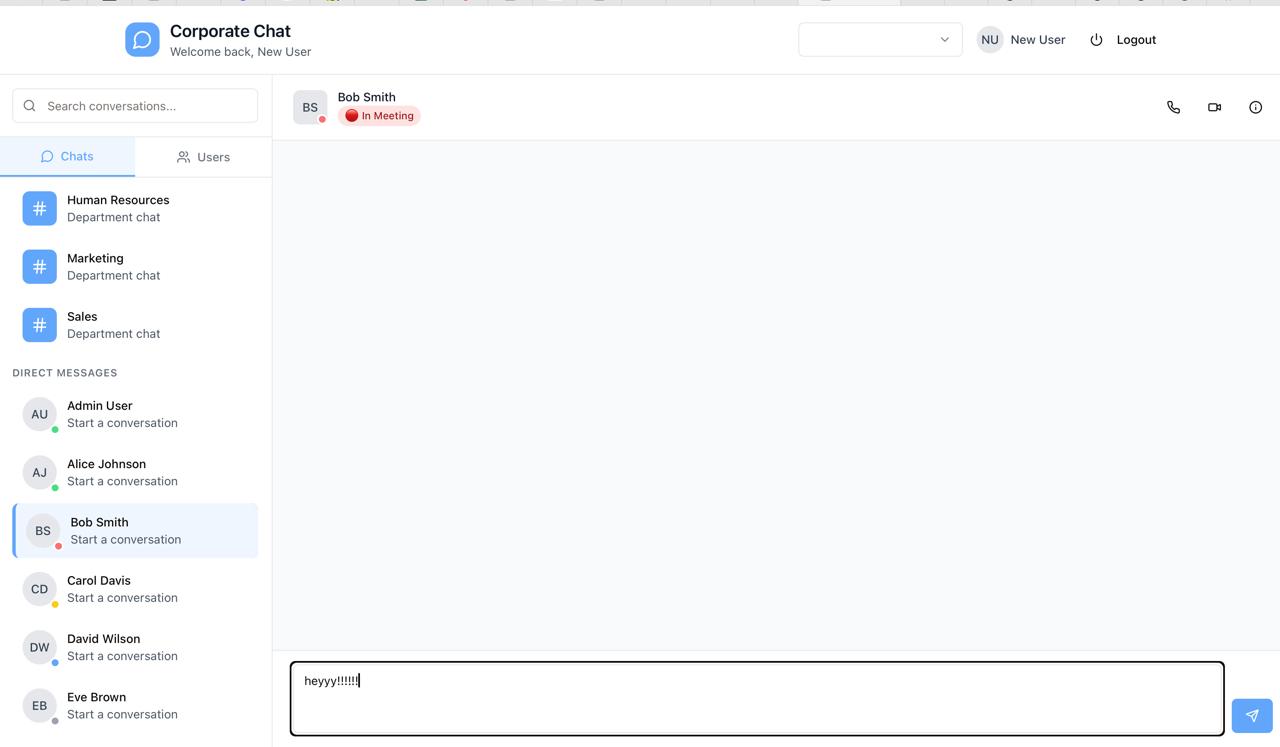 Corporate Chat
Welcome back, New User
NU New User Logout
Search conversations...
Chats Users
Human Resources
Department chat
Marketing
Department chat
Sales
Department chat
DIRECT MESSAGES
AU Admin User
Start a conversation
AJ Alice Johnson
Start a conversation
BS Bob Smith
Start a conversation
CD Carol Davis
Start a conversation
DW David Wilson
Start a conversation
EB Eve Brown
Start a conversation
BS Bob Smith
In Meeting
heyyy!!!!!!